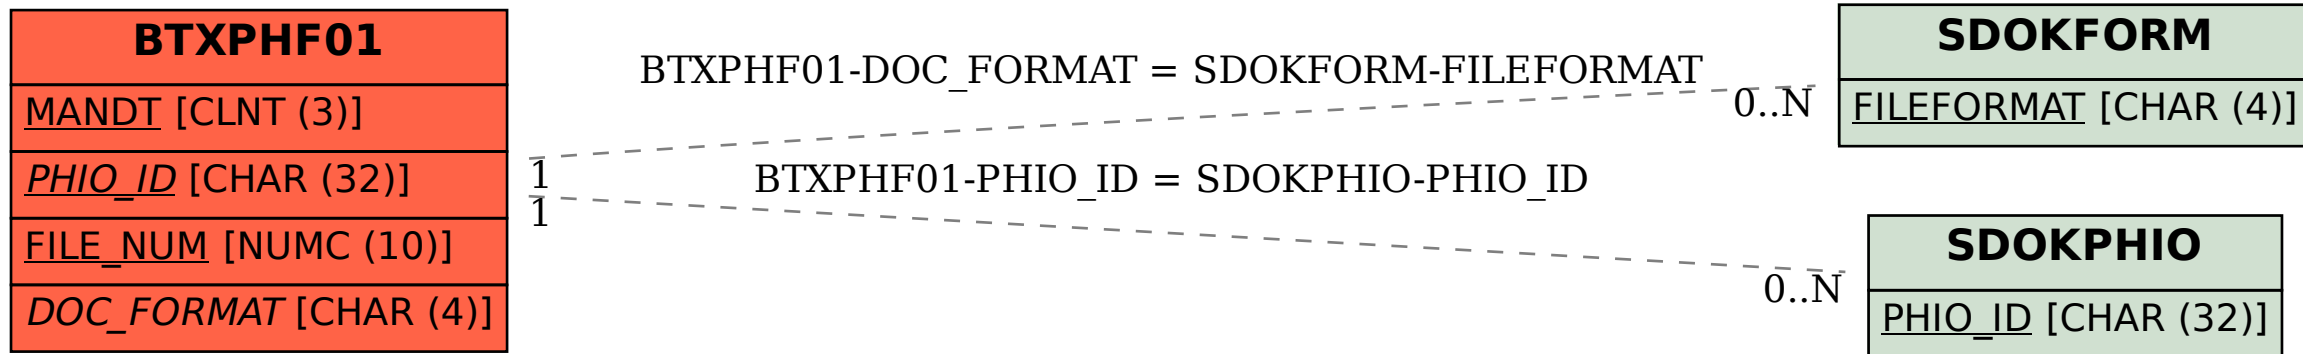 BTXPHF01
MANDT [CLNT (3)]
PHIO_ID [CHAR (32)]
FILE_NUM [NUMC (10)]
DOC_FORMAT [CHAR (4)]
BTXPHF01-DOC_FORMAT = SDOKFORM-FILEFORMAT
0..N
1
BTXPHF01-PHIO_ID = SDOKPHIO-PHIO_ID
1
0..N
SDOKFORM
FILEFORMAT [CHAR (4)]
SDOKPHIO
PHIO_ID [CHAR (32)]